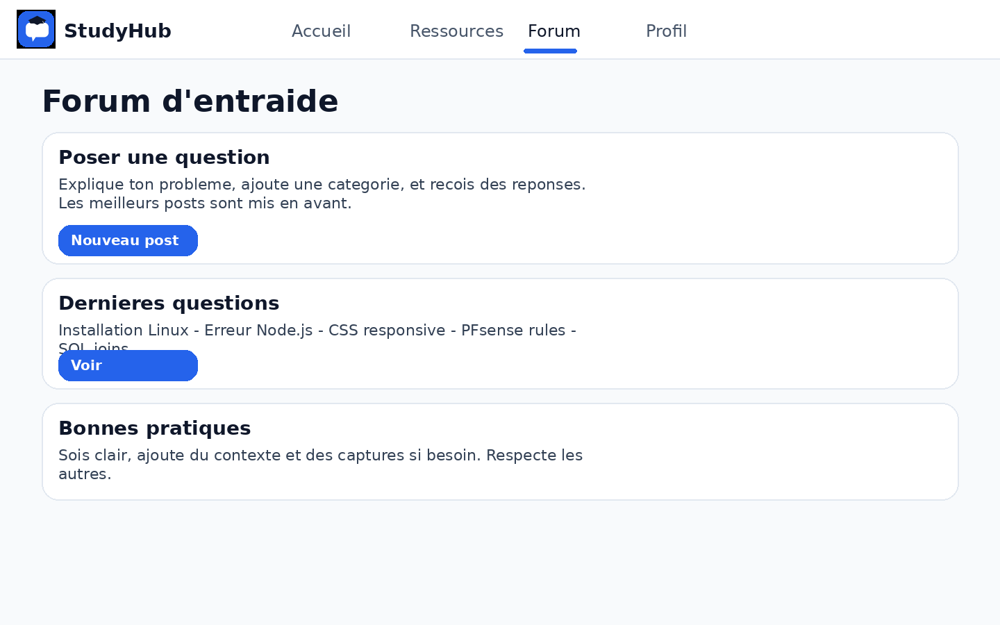 StudyHub
Accueil
Ressources
Forum
Profil
Forum d'entraide
Poser une question
Explique ton probleme, ajoute une categorie, et recois des reponses.
Les meilleurs posts sont mis en avant.
Nouveau post
Dernieres questions
Installation Linux - Erreur Node.js - CSS responsive - PFsense rules -
SQL joins
Voir
Bonnes pratiques
Sois clair, ajoute du contexte et des captures si besoin. Respecte les
autres.